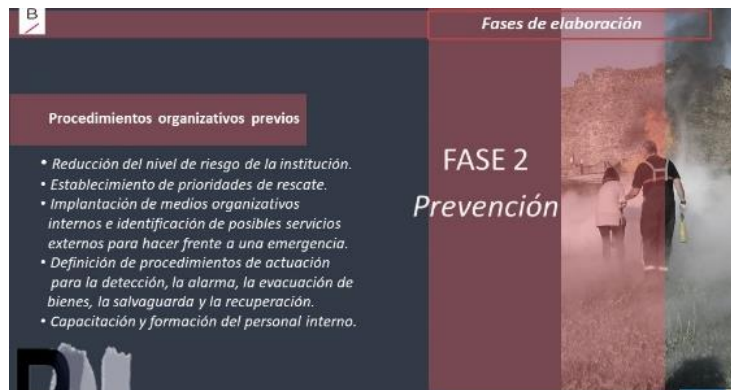 B
Fases de elaboración
Procedimientos organizativos previos
• Reducción del nivel de riesgo de la institución.
• Establecimiento de prioridades de rescate.
• Implantación de medios organizativos
internos e identificación de posibles servicios
externos para hacer frente a una emergencia.
• Definición de procedimientos de actuación
para la detección, la alarma, la evacuación de
bienes, la salvaguarda y la recuperación.
• Capacitación y formación del personal interno.
FASE 2
Prevención